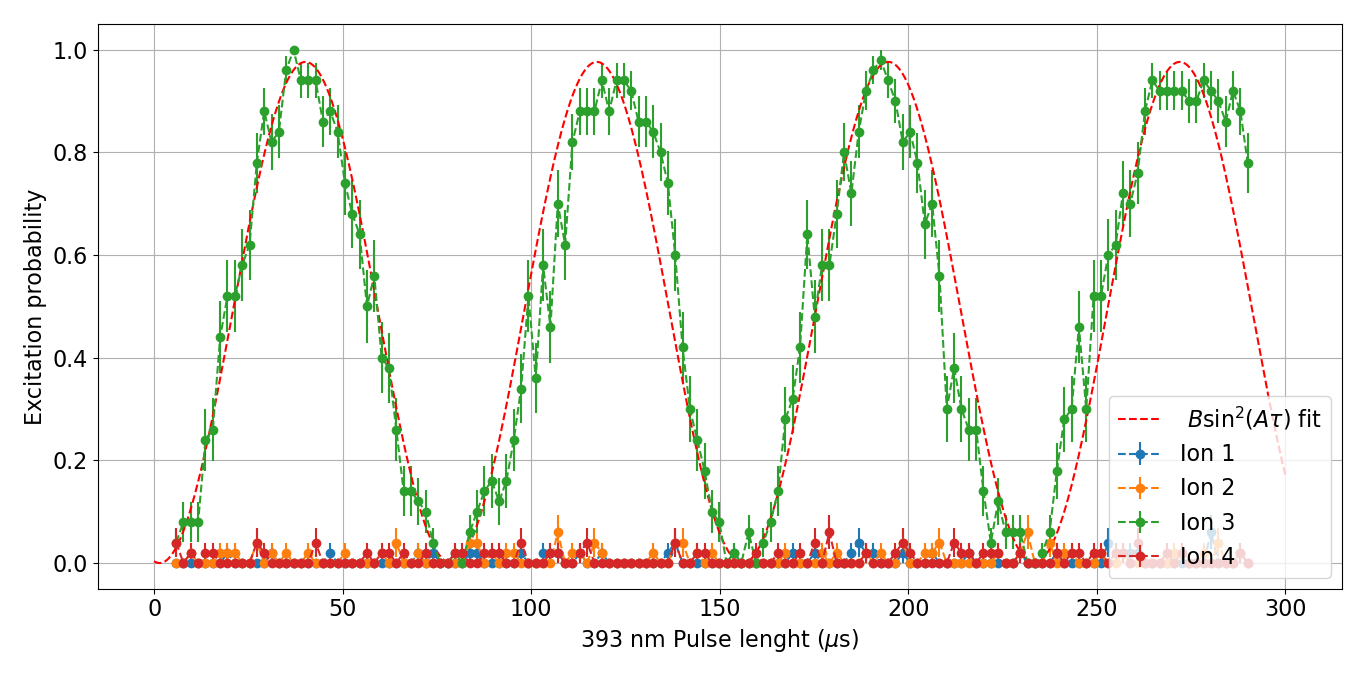 Excitation probability
1.0
0.8
0.6
0.4
0.2
0.0
0 50 100 150 200 250 300
393 nm Pulse lenght (μs)
B sin²(Aτ) fit
Ion 1
Ion 2
Ion 3
Ion 4